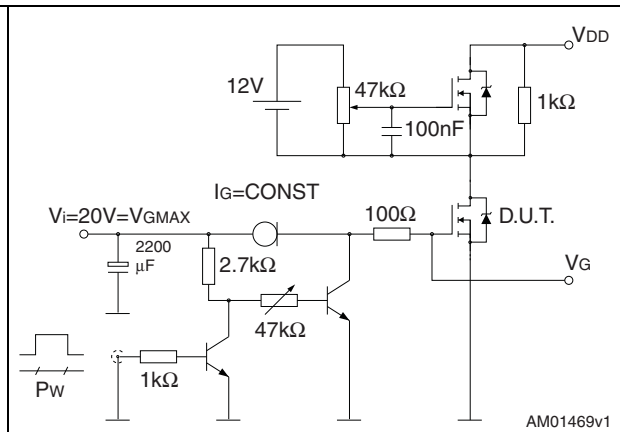 VDD
12V
47kΩ
1kΩ
100nF
IG=CONST
Vi=20V=VGMAX
100Ω
D.U.T.
2200
μF
2.7kΩ
VG
47kΩ
1kΩ
PW
AM01469v1